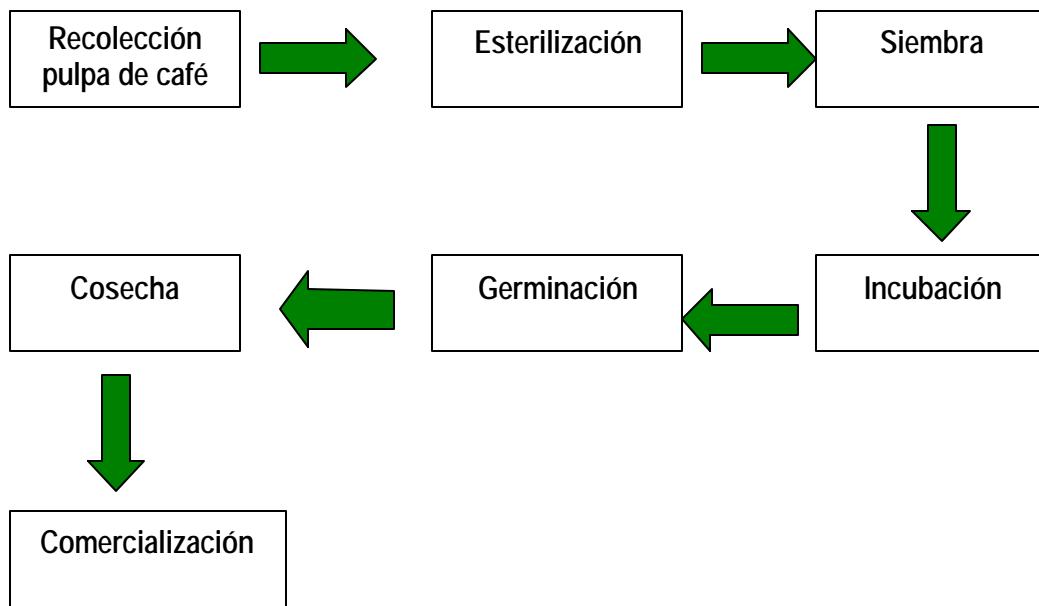 Recolección
pulpa de café
Esterilización
Siembra
Cosecha
Germinación
Incubación
Comercialización